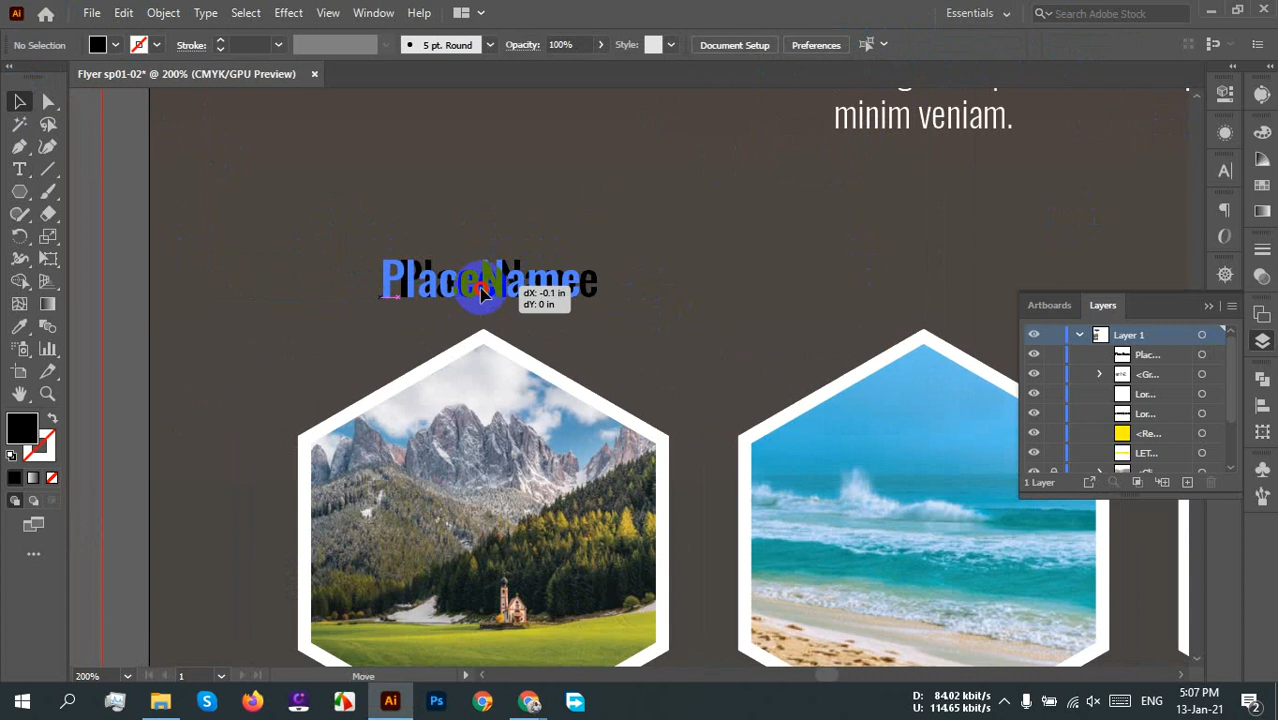 Ai File Edit Object Type Select Effect View Window Help Essentials Search Adobe Stock
No Selection Stroke: 5 pt. Round Opacity: 100% Style: Document Setup Preferences
Flyer sp01-02* @ 200% (CMYK/GPU Preview)
minim veniam.
PlaceName
dX: -0.1 in
dY: 0 in
Artboards Layers
Layer 1
Plac...
<Gr...
Lor...
Lor...
<Re...
LET...
1 Layer
200% 1 Move
Ai Ps D: 84.02 kbit/s
U: 114.65 kbit/s
5:07 PM
13-Jan-21
2